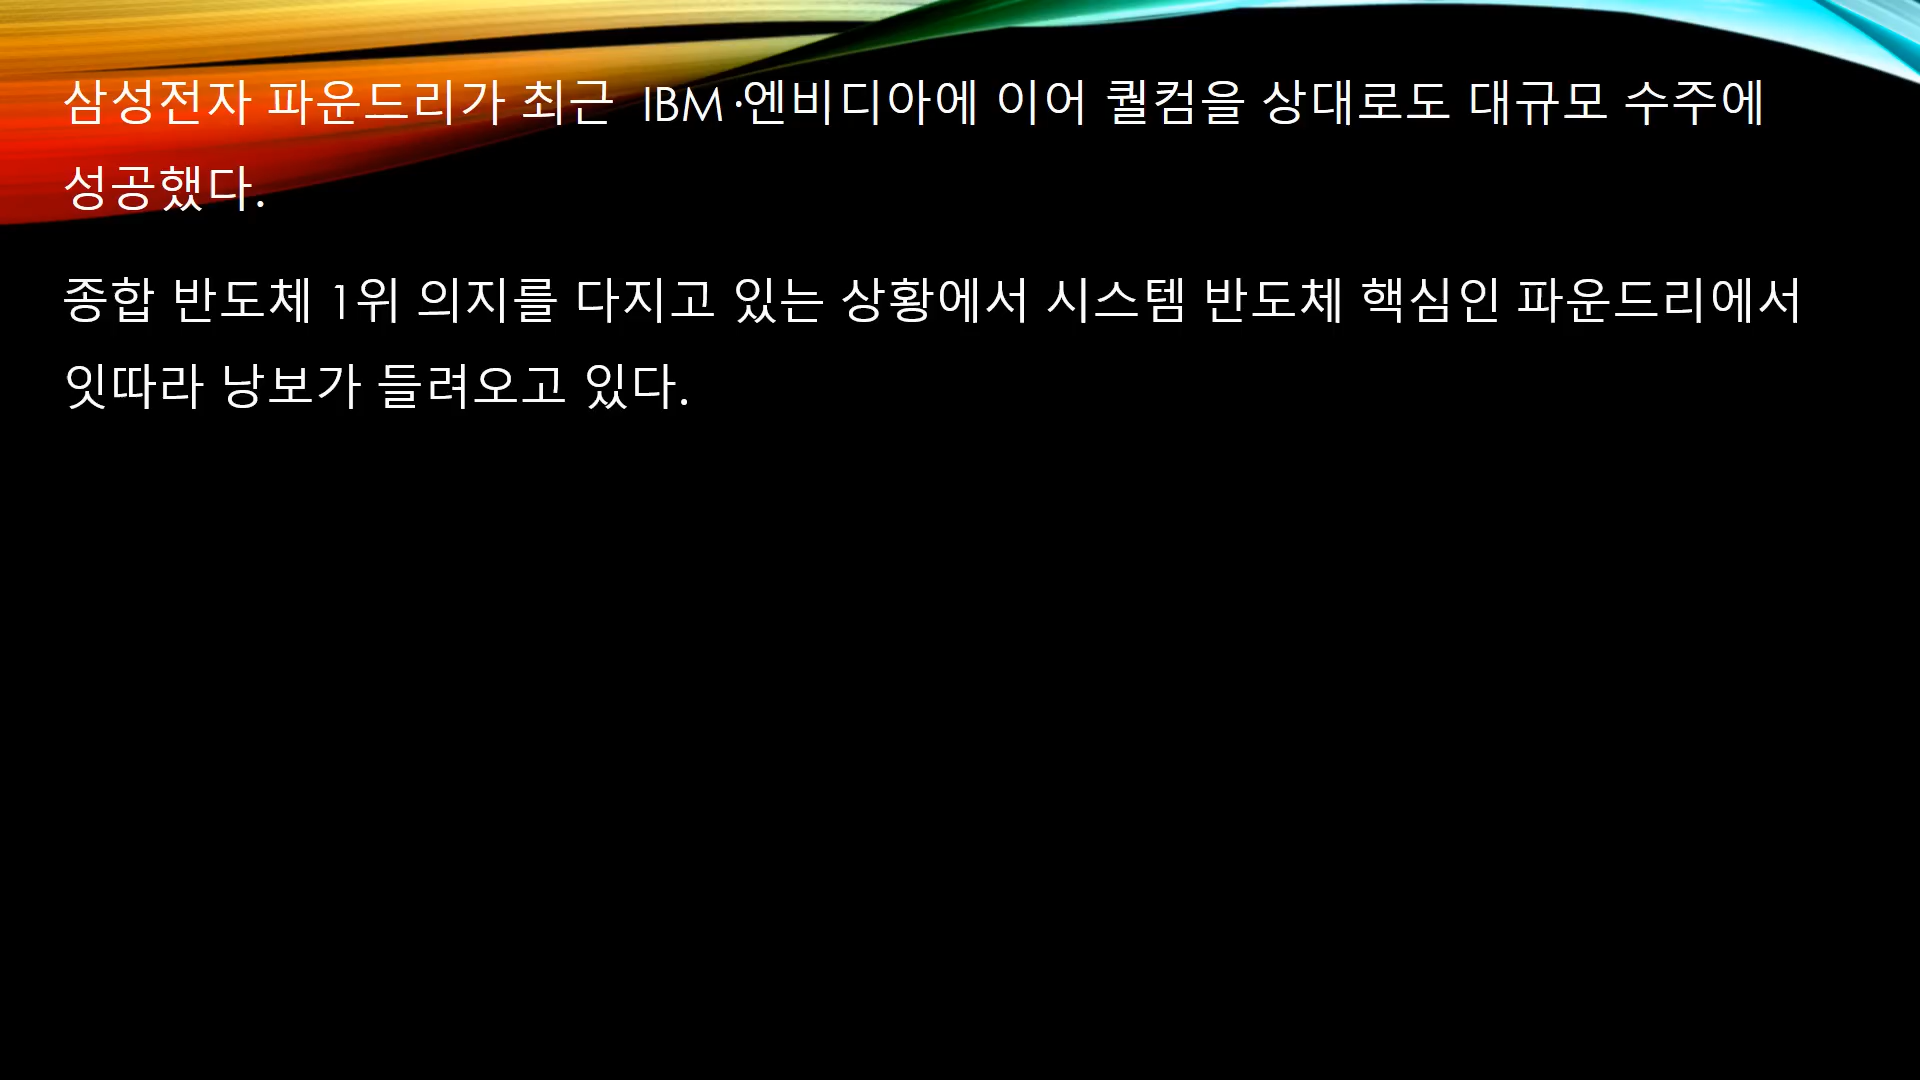 삼성전자 파운드리가 최근 IBM·엔비디아에 이어 퀄컴을 상대로도 대규모 수주에
성공했다.
종합 반도체 1위 의지를 다지고 있는 상황에서 시스템 반도체 핵심인 파운드리에서
잇따라 낭보가 들려오고 있다.